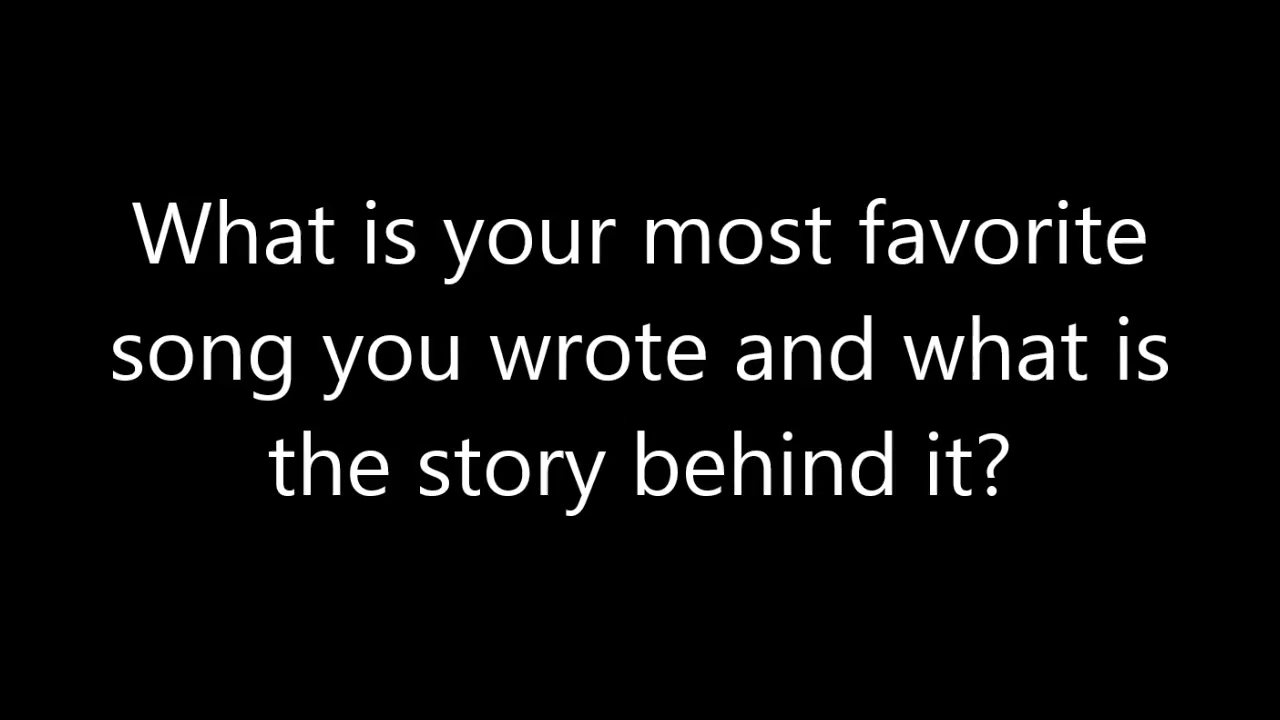 What is your most favorite
song you wrote and what is
the story behind it?